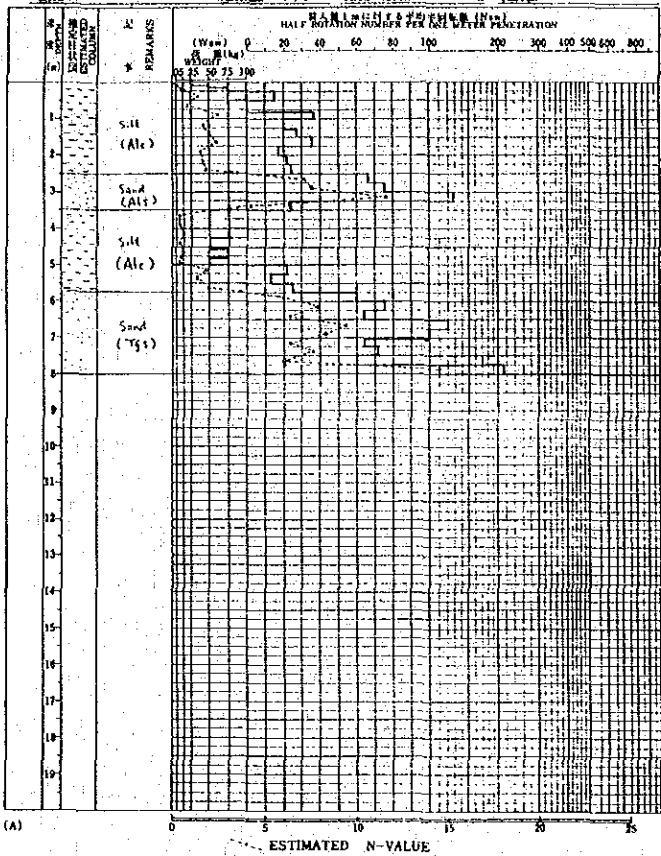 HALF ROTATION NUMBER PER ONE METER PENETRATION
(Wsw) 0 20 40 60 80 100 200 300 400 500 600 800
(kg)
WEIGHT
05 25 50 75 100
DEPTH
(m)
ESTIMATED
COLUMN
記
事
REMARKS
1
Silt
(Alc)
2
3
Sand
(Als)
4
Silt
(Alc)
5
6
7
Sand
(Tgs)
8
9
10
11
12
13
14
15
16
17
18
19
(A)
0 5 10 15 20 25
ESTIMATED N-VALUE